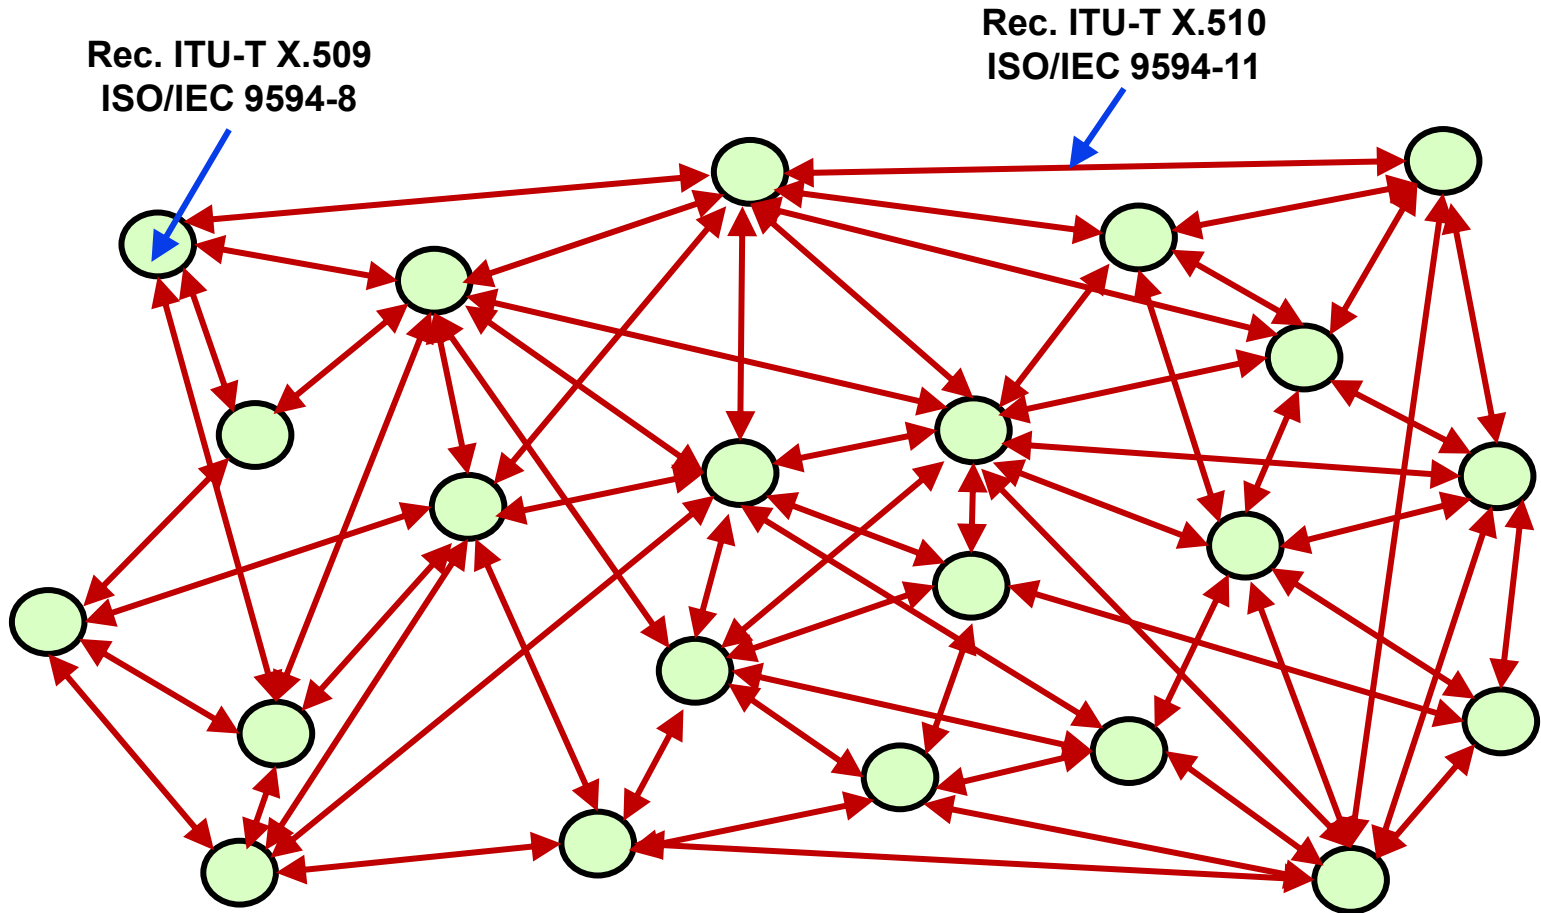 Rec. ITU-T X.509
ISO/IEC 9594-8
Rec. ITU-T X.510
ISO/IEC 9594-11